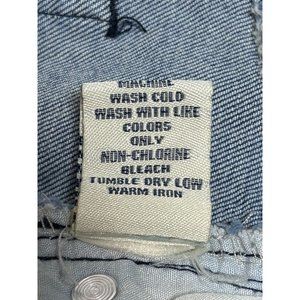 MACHINE
WASH COLD
WASH WITH LIKE
COLORS
ONLY
NON-CHLORINE
BLEACH
TUMBLE DRY LOW
WARM IRON